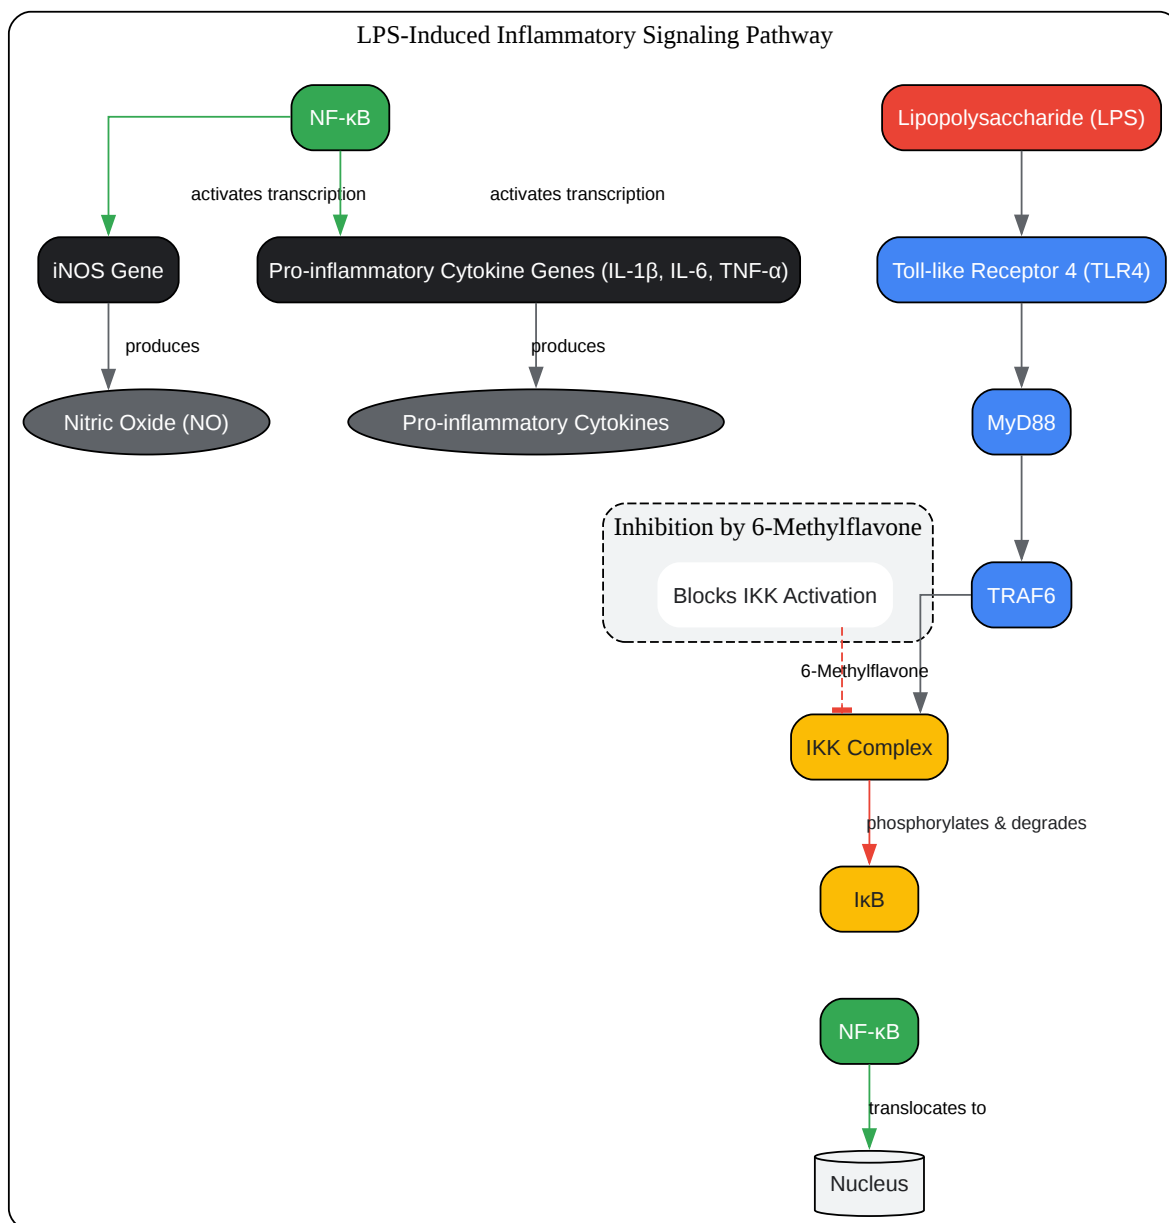 LPS-Induced Inflammatory Signaling Pathway
NF-κB
Lipopolysaccharide (LPS)
activates transcription
activates transcription
iNOS Gene
Pro-inflammatory Cytokine Genes (IL-1β, IL-6, TNF-α)
Toll-like Receptor 4 (TLR4)
produces
produces
Nitric Oxide (NO)
Pro-inflammatory Cytokines
MyD88
Inhibition by 6-Methylflavone
Blocks IKK Activation
TRAF6
6-Methylflavone
IKK Complex
phosphorylates & degrades
IκB
NF-κB
translocates to
Nucleus